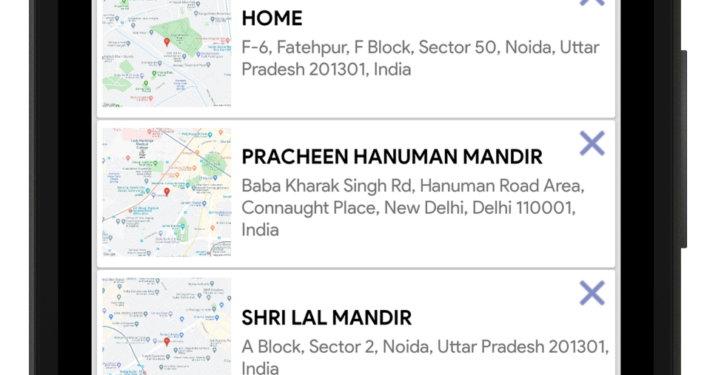 HOME
F-6, Fatehpur, F Block, Sector 50, Noida, Uttar
Pradesh 201301, India
PRACHEEN HANUMAN MANDIR
Baba Kharak Singh Rd, Hanuman Road Area,
Connaught Place, New Delhi, Delhi 110001,
India
SHRI LAL MANDIR
A Block, Sector 2, Noida, Uttar Pradesh 201301,
India